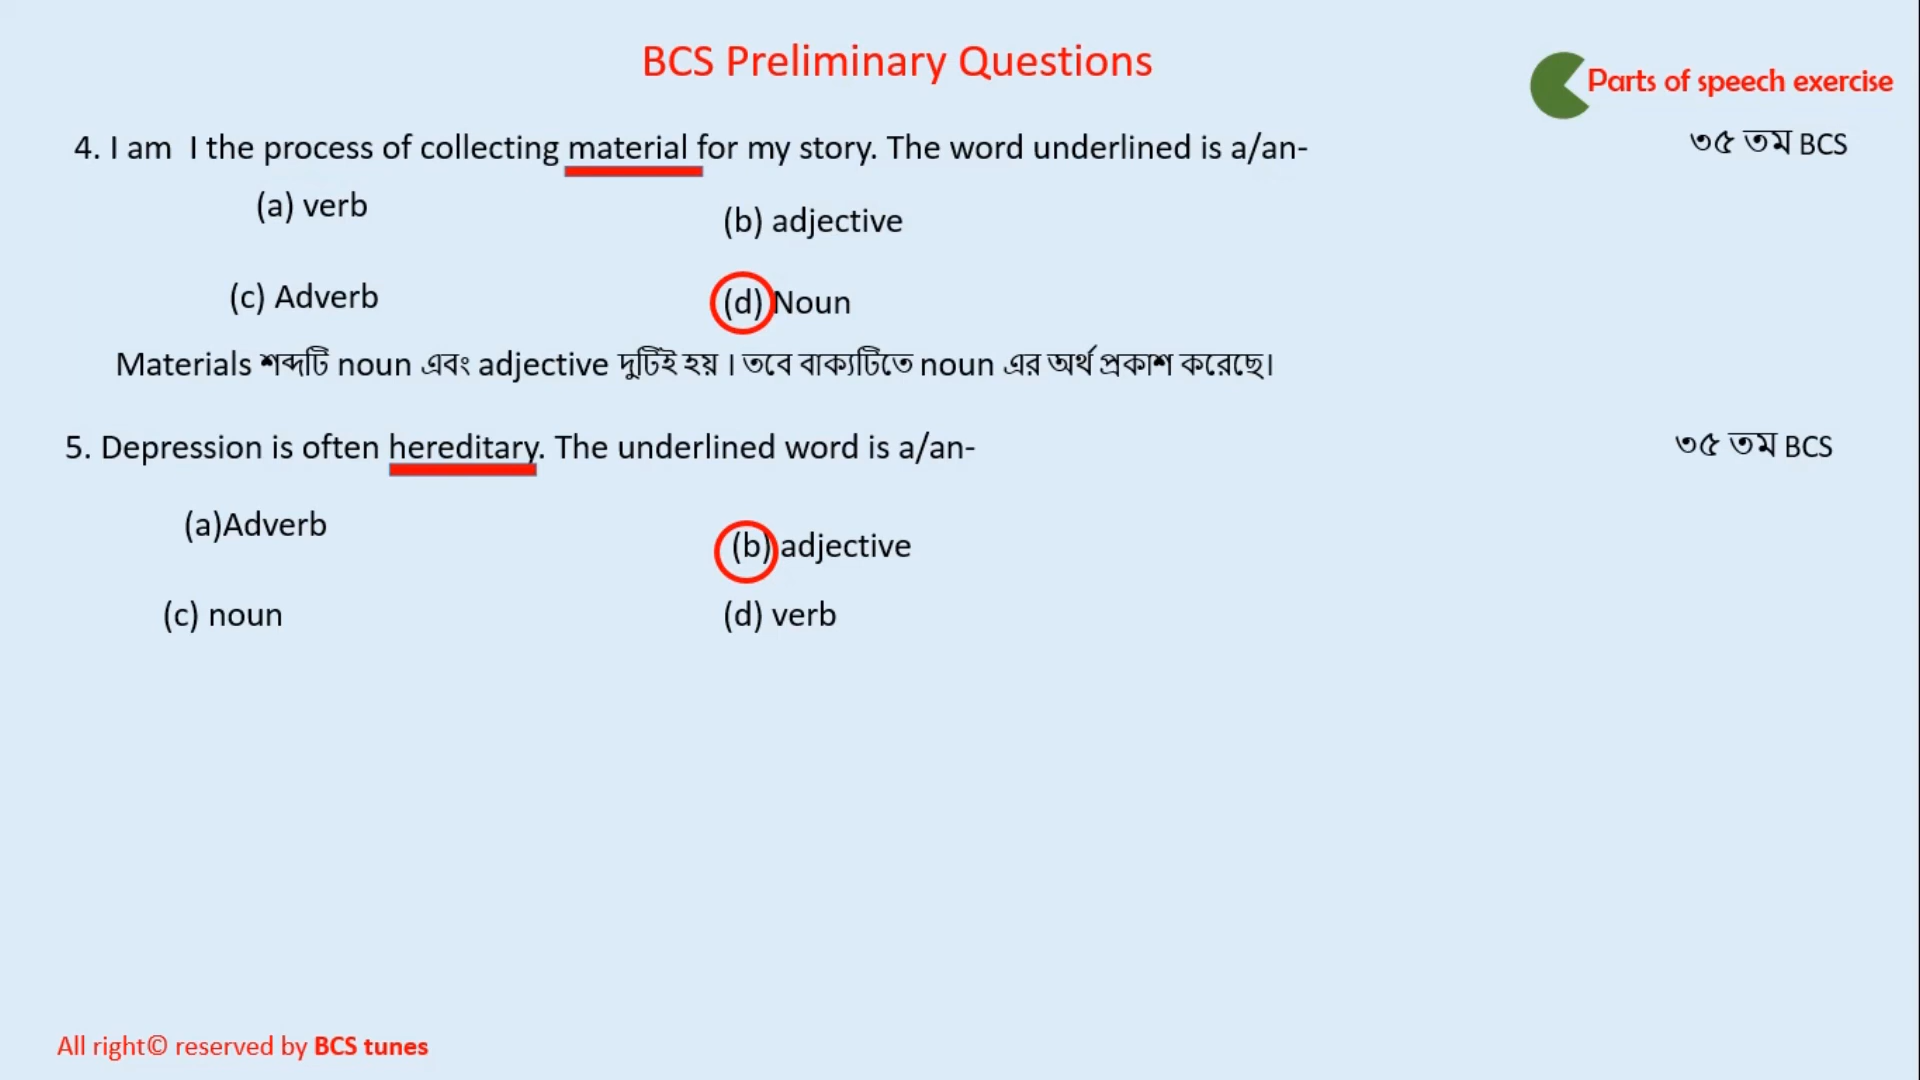 BCS Preliminary Questions
Parts of speech exercise
4. I am  I the process of collecting material for my story. The word underlined is a/an-
৩৫ তম BCS
(a) verb
(b) adjective
(c) Adverb
(d) Noun
Materials শব্দটি noun এবং adjective দুটিই হয় । তবে বাক্যটিতে noun এর অর্থ প্রকাশ করেছে।
5. Depression is often hereditary. The underlined word is a/an-
৩৫ তম BCS
(a)Adverb
(b) adjective
(c) noun
(d) verb
All right© reserved by BCS tunes